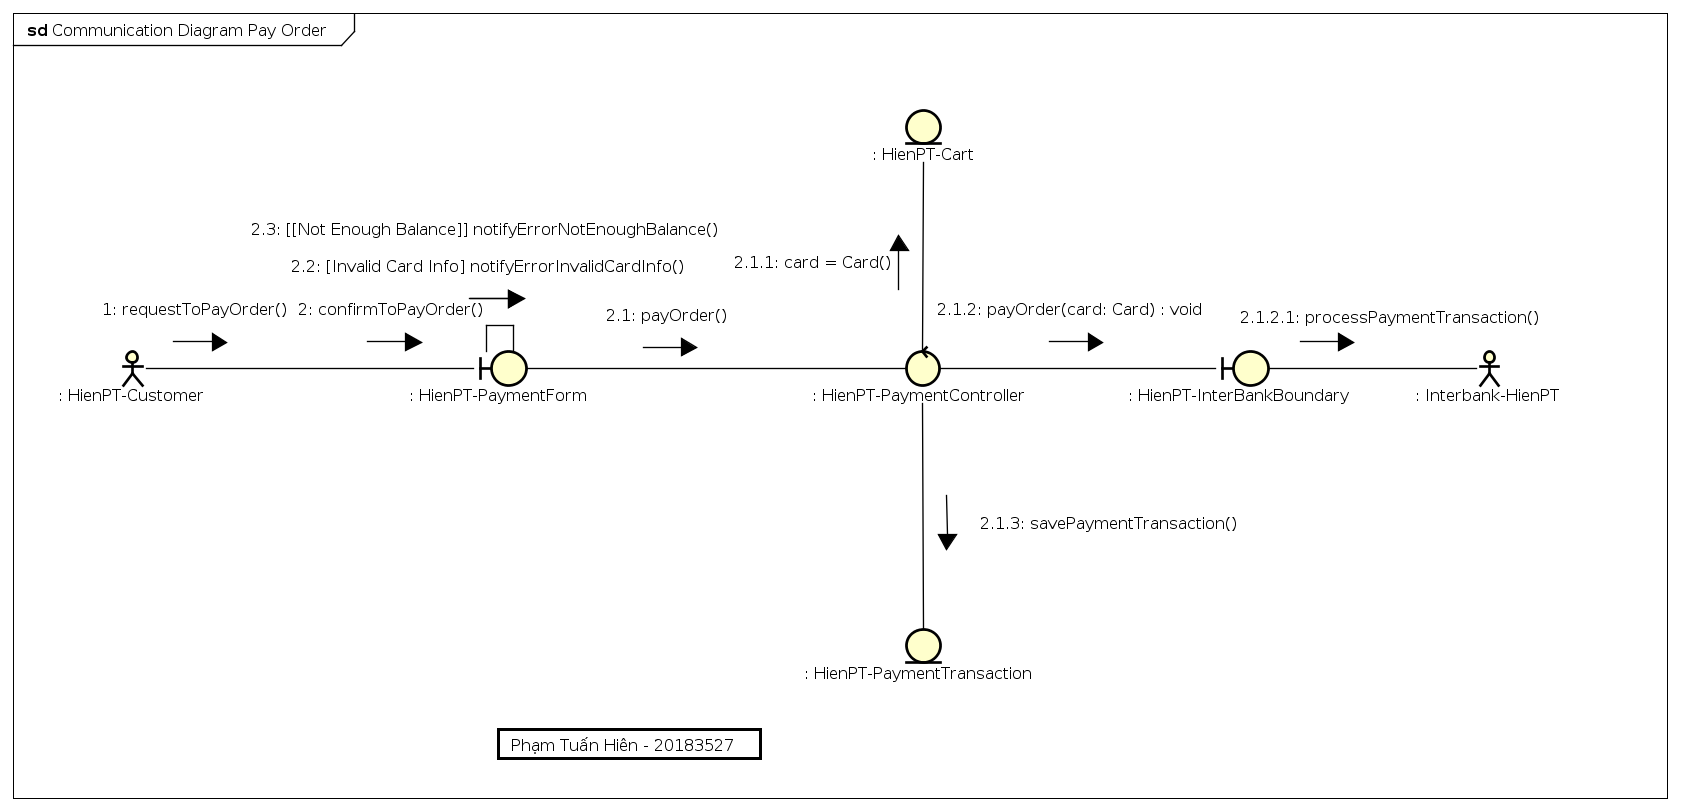 sd Communication Diagram Pay Order
: HienPT-Cart
2.3: [[Not Enough Balance]] notifyErrorNotEnoughBalance()
2.2: [Invalid Card Info] notifyErrorInvalidCardInfo()
2.1.1: card = Card()
1: requestToPayOrder()
2: confirmToPayOrder()
2.1: payOrder()
2.1.2: payOrder(card: Card) : void
2.1.2.1: processPaymentTransaction()
: HienPT-Customer
: HienPT-PaymentForm
: HienPT-PaymentController
: HienPT-InterBankBoundary
: Interbank-HienPT
2.1.3: savePaymentTransaction()
: HienPT-PaymentTransaction
Phạm Tuấn Hiên - 20183527